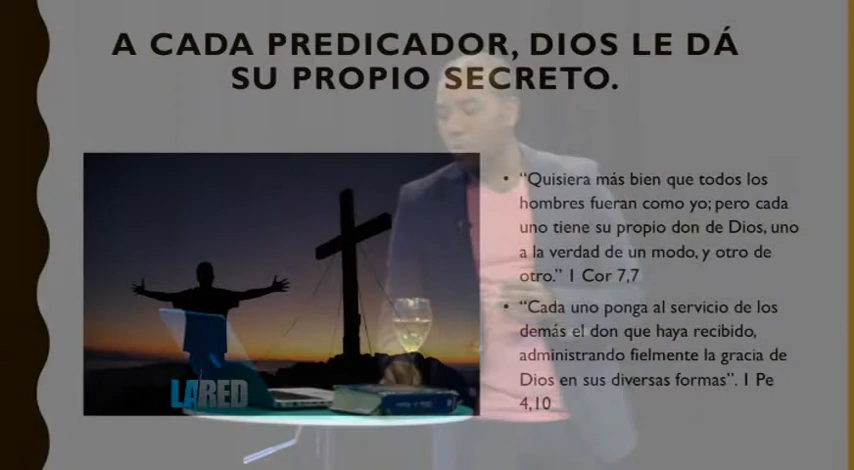 A CADA PREDICADOR, DIOS LE DÁ
SU PROPIO SECRETO.
• “Quisiera más bien que todos los
hombres fueran como yo; pero cada
uno tiene su propio don de Dios, uno
a la verdad de un modo, y otro de
otro.” 1 Cor 7,7
• “Cada uno ponga al servicio de los
demás el don que haya recibido,
administrando fielmente la gracia de
Dios en sus diversas formas”. 1 Pe
4,10
LARED